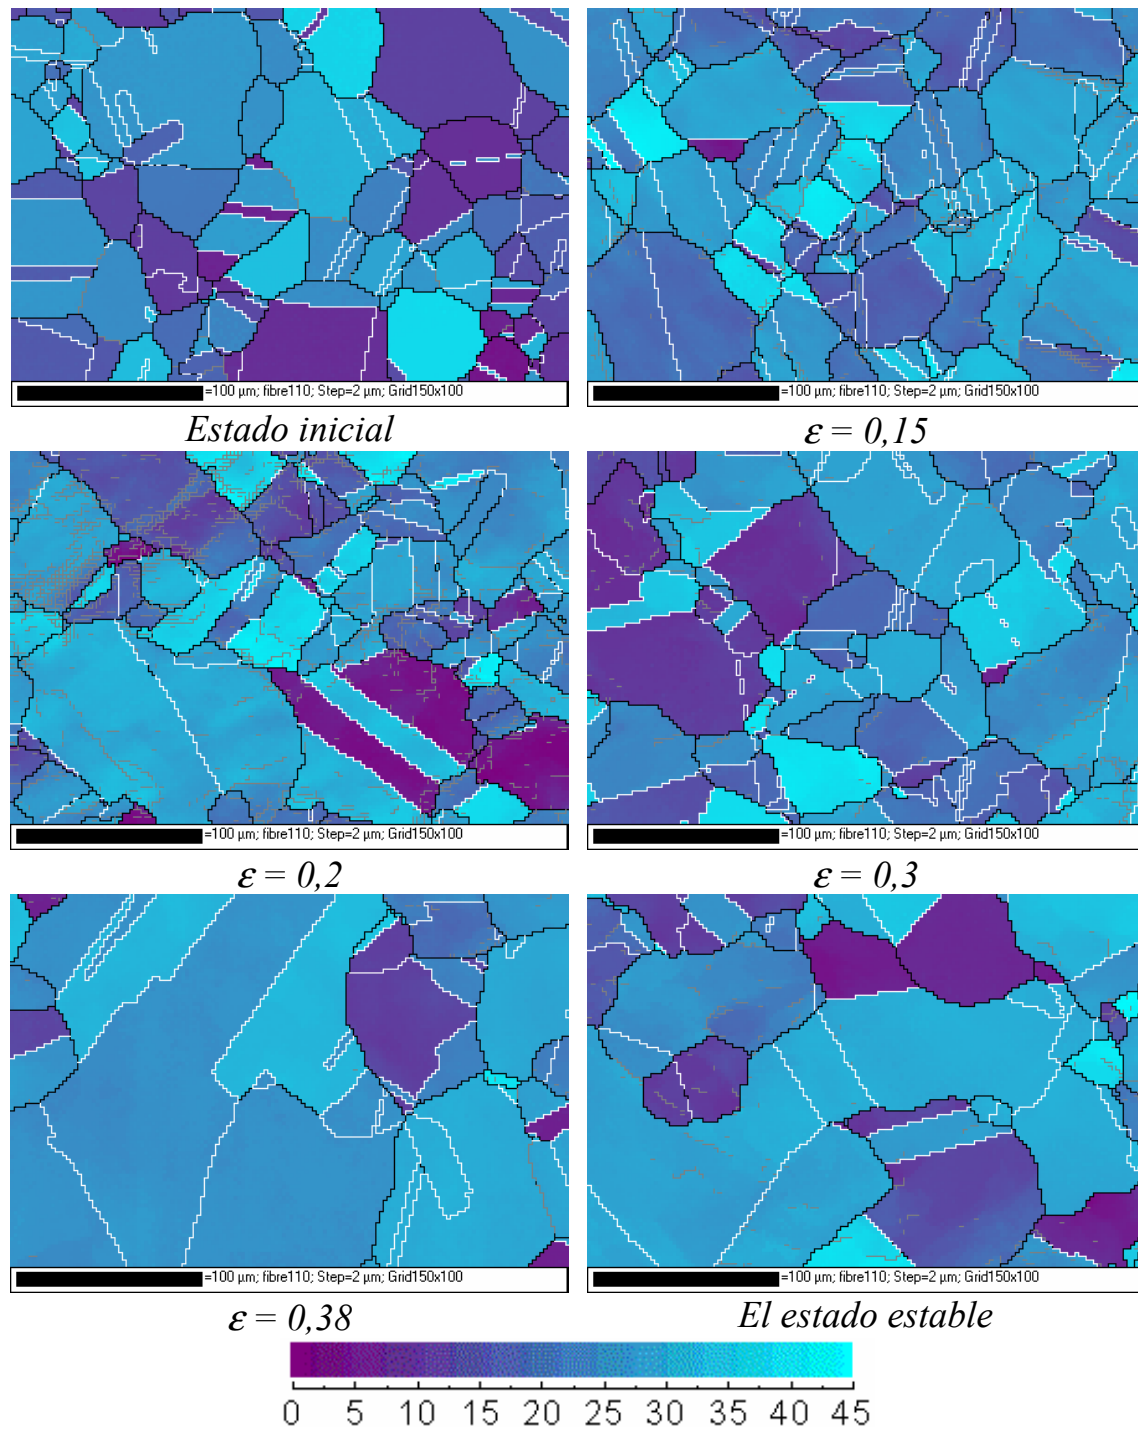 =100 µm; fibre110; Step=2 µm; Grid150x100
=100 µm; fibre110; Step=2 µm; Grid150x100
Estado inicial
ε = 0,15
=100 µm; fibre110; Step=2 µm; Grid150x100
=100 µm; fibre110; Step=2 µm; Grid150x100
ε = 0,2
ε = 0,3
=100 µm; fibre110; Step=2 µm; Grid150x100
=100 µm; fibre110; Step=2 µm; Grid150x100
ε = 0,38
El estado estable
0 5 10 15 20 25 30 35 40 45